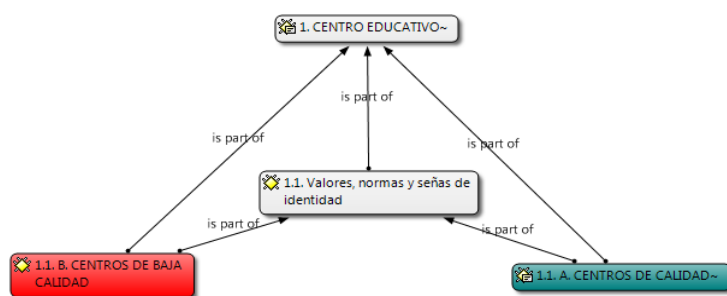 1. CENTRO EDUCATIVO~
is part of
is part of
is part of
1.1. Valores, normas y señas de
identidad
is part of
is part of
1.1. B. CENTROS DE BAJA
CALIDAD
1.1. A. CENTROS DE CALIDAD~